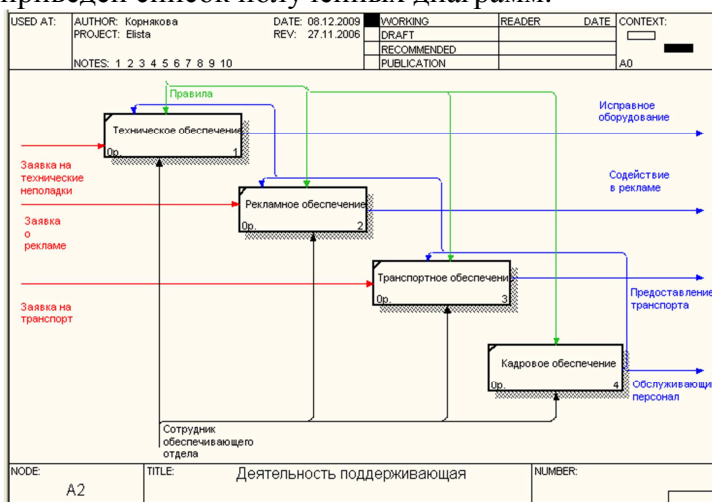 приведен список полученных диаграмм:
USED AT:
AUTHOR: Корнякова
DATE: 08.12.2009
WORKING
READER
DATE
CONTEXT:
PROJECT: Elista
REV: 27.11.2006
DRAFT
RECOMMENDED
NOTES: 1 2 3 4 5 6 7 8 9 10
PUBLICATION
A0
Правила
Исправное
оборудование
Техническое обеспечение
0р. 1
Заявка на
технические
неполадки
Содействие
в рекламе
Рекламное обеспечение
0р. 2
Заявка
о
рекламе
Транспортное обеспечени
0р. 3
Предоставление
транспорта
Заявка на
транспорт
Кадровое обеспечение
0р. 4
Обслуживающи
персонал
Сотрудник
обеспечивающего
отдела
NODE:
TITLE:
NUMBER:
A2
Деятельность поддерживающая